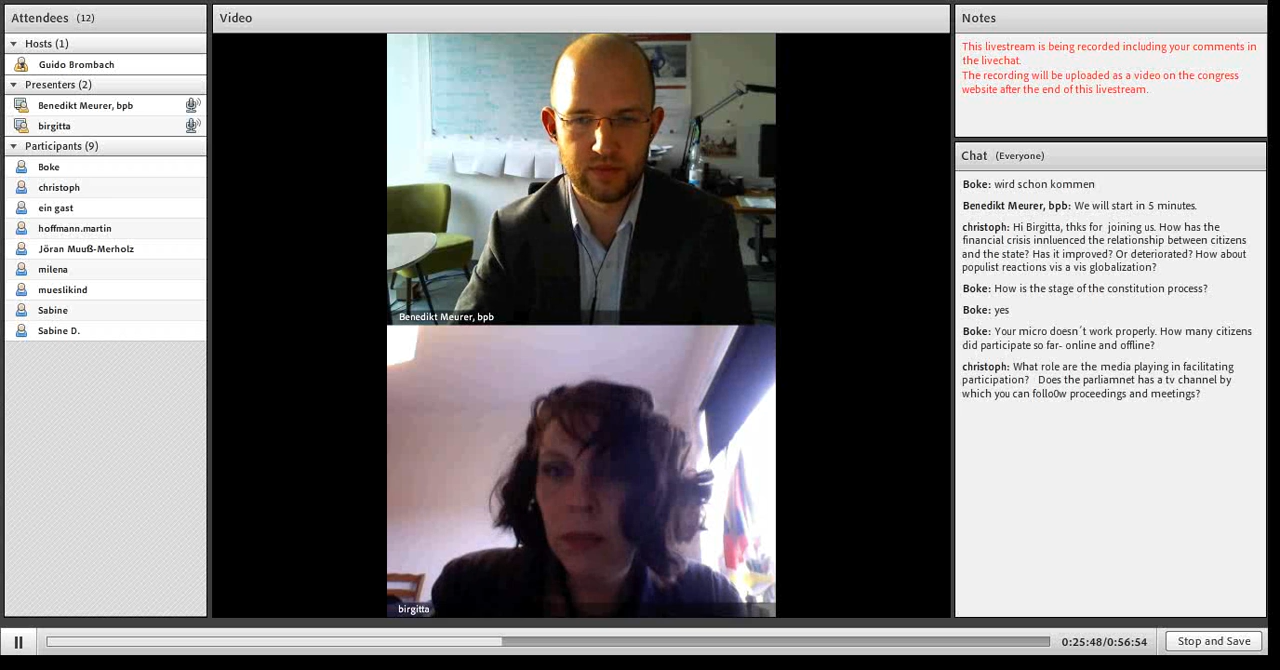 Attendees (12)
Hosts (1)
Guido Brombach
Presenters (2)
Benedikt Meurer, bpb
birgitta
Participants (9)
Boke
christoph
ein gast
hoffmann.martin
Jöran Muuß-Merholz
milena
mueslikind
Sabine
Sabine D.
Video
Benedikt Meurer, bpb
birgitta
Notes
This livestream is being recorded including your comments in
the livechat.
The recording will be uploaded as a video on the congress
website after the end of this livestream.
Chat (Everyone)
Boke: wird schon kommen
Benedikt Meurer, bpb: We will start in 5 minutes.
christoph: Hi Birgitta, thks for joining us. How has the
financial crisis innluenced the relationship between citizens
and the state? Has it improved? Or deteriorated? How about
populist reactions vis a vis globalization?
Boke: How is the stage of the constitution process?
Boke: yes
Boke: Your micro doesn´t work properly. How many citizens
did participate so far- online and offline?
christoph: What role are the media playing in facilitating
participation? Does the parliamnet has a tv channel by
which you can follo0w proceedings and meetings?
0:25:48/0:56:54
Stop and Save